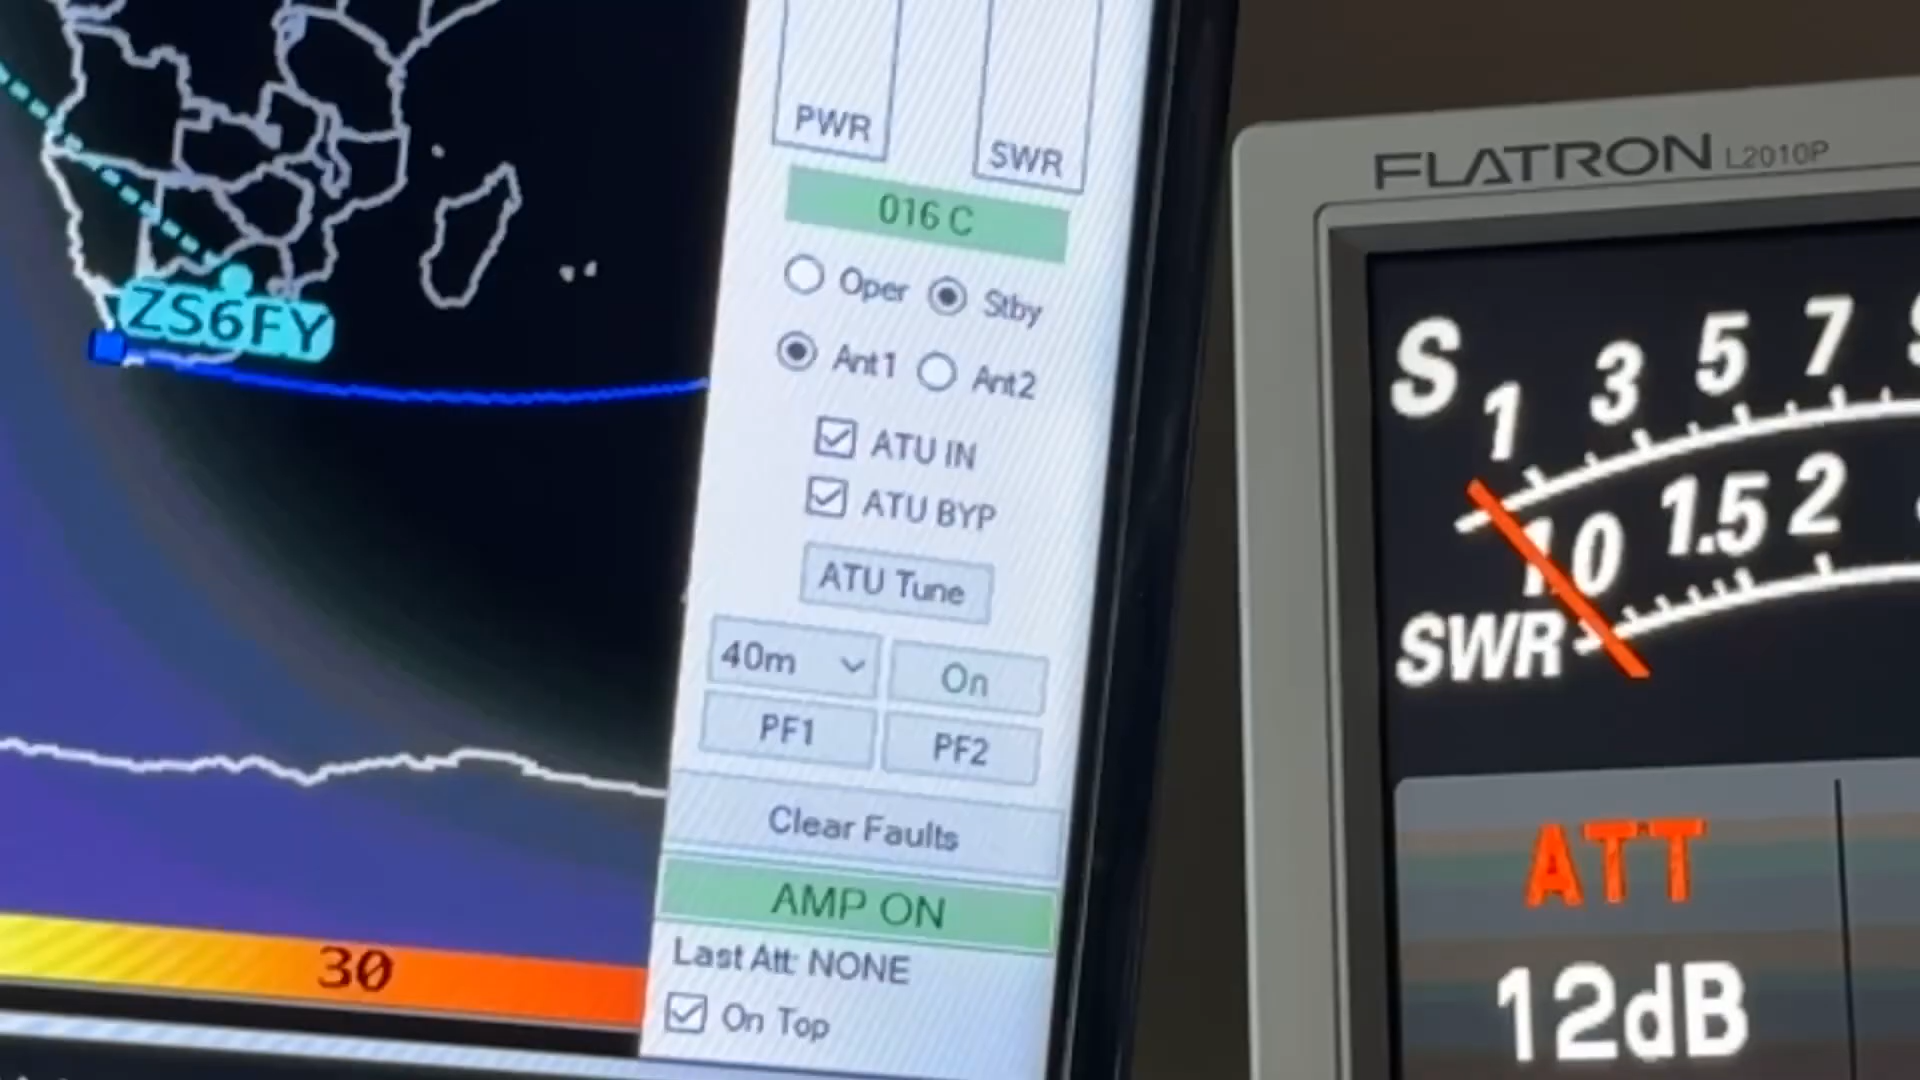 PWR
SWR
016 C
Oper
Stby
Ant1
Ant2
ATU IN
ATU BYP
ATU Tune
40m
On
PF1
PF2
Clear Faults
AMP ON
Last Att: NONE
On Top
ZS6FY
30
FLATRON L2010P
S 1 3 5 7
1.0 1.5 2
SWR
ATT
12dB